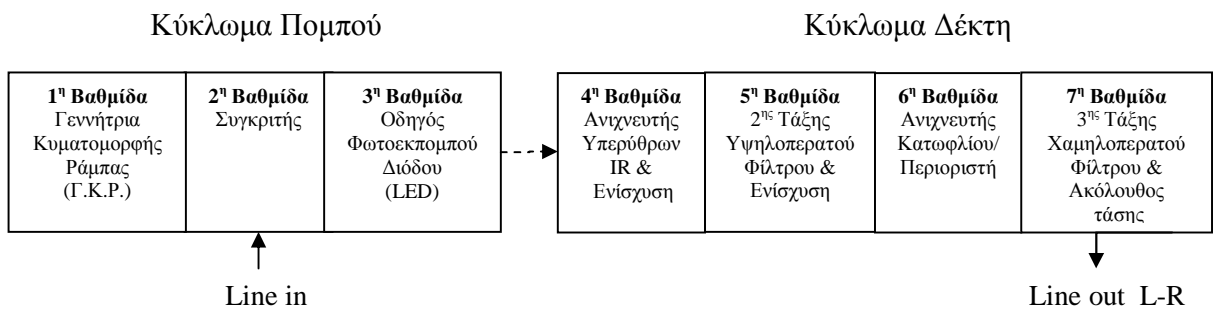 Κύκλωμα Πομπού
Κύκλωμα Δέκτη
1η Βαθμίδα
Γεννήτρια
Κυματομορφής
Ράμπας
(Γ.Κ.Ρ.)
2η Βαθμίδα
Συγκριτής
3η Βαθμίδα
Οδηγός
Φωτοεκπομπού
Διόδου
(LED)
4η Βαθμίδα
Ανιχνευτής
Υπερύθρων
IR &
Ενίσχυση
5η Βαθμίδα
2ης Τάξης
Υψηλοπερατού
Φίλτρου &
Ενίσχυση
6η Βαθμίδα
Ανιχνευτής
Κατωφλίου/
Περιοριστή
7η Βαθμίδα
3ης Τάξης
Χαμηλοπερατού
Φίλτρου &
Ακόλουθος
τάσης
Line in
Line out L-R